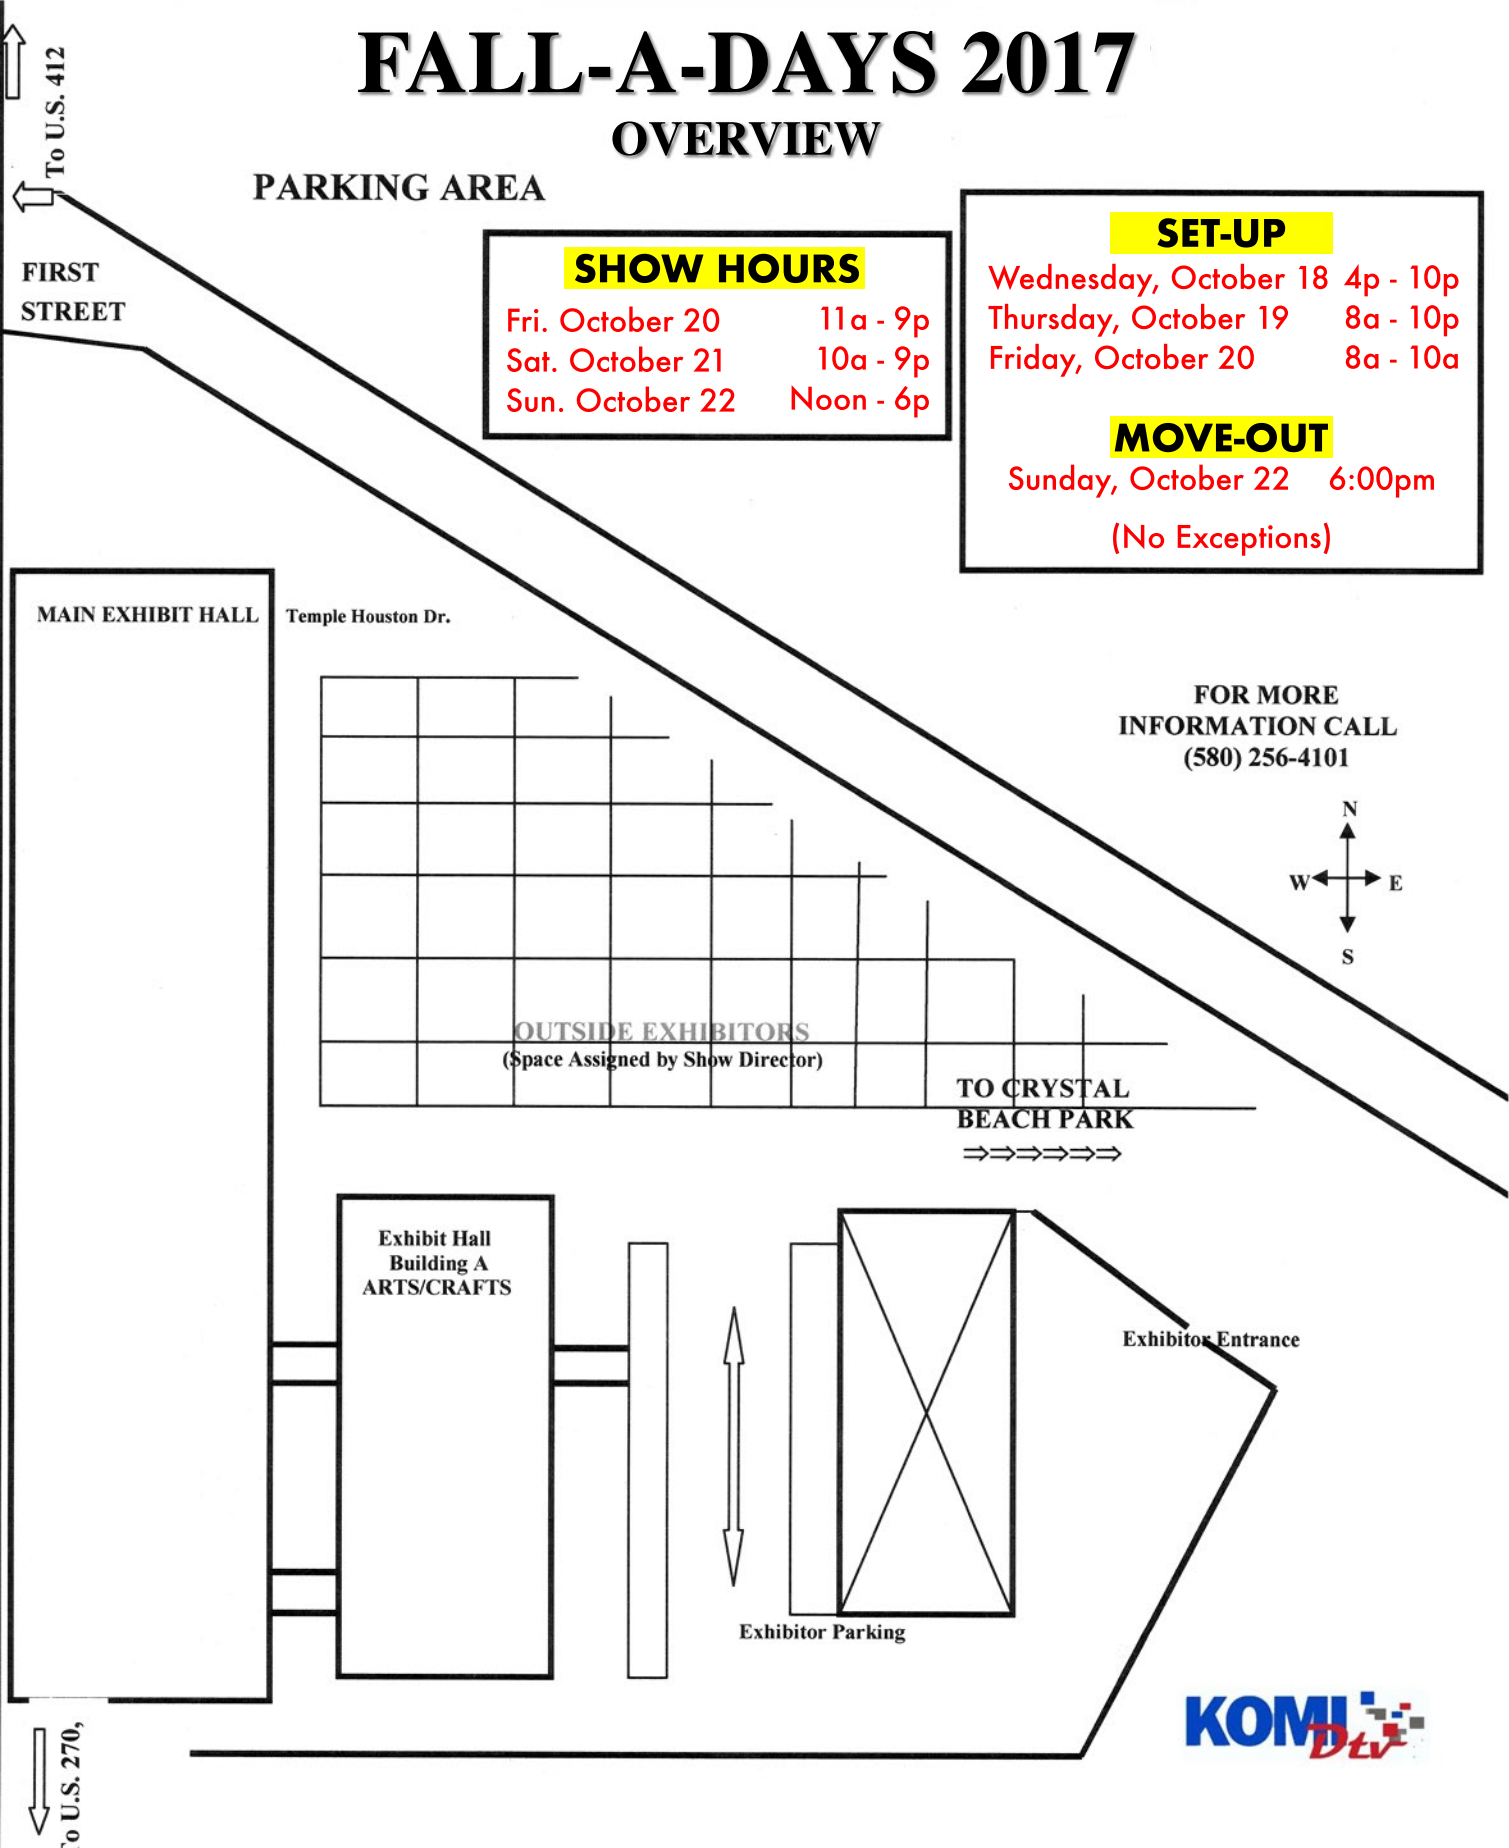 FALL-A-DAYS 2017
OVERVIEW
To U.S. 412
PARKING AREA
FIRST
STREET
SHOW HOURS
Fri. October 20 11a - 9p
Sat. October 21 10a - 9p
Sun. October 22 Noon - 6p
SET-UP
Wednesday, October 18 4p - 10p
Thursday, October 19 8a - 10p
Friday, October 20 8a - 10a
MOVE-OUT
Sunday, October 22 6:00pm
(No Exceptions)
MAIN EXHIBIT HALL
Temple Houston Dr.
FOR MORE
INFORMATION CALL
(580) 256-4101
N
W E
S
OUTSIDE EXHIBITORS
(Space Assigned by Show Director)
TO CRYSTAL
BEACH PARK
⇒⇒⇒⇒⇒⇒
Exhibit Hall
Building A
ARTS/CRAFTS
Exhibitor Entrance
Exhibitor Parking
To U.S. 270,
KOMI
Dtv